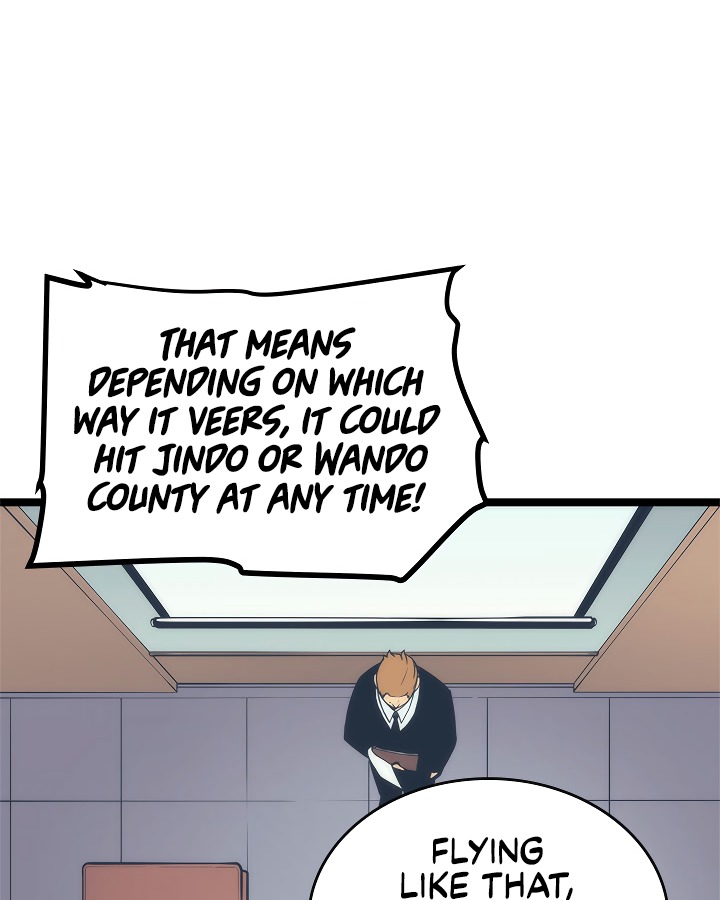 THAT MEANS
DEPENDING ON WHICH
WAY IT VEERS, IT COULD
HIT JINDO OR WANDO
COUNTY AT ANY TIME!
FLYING
LIKE THAT,